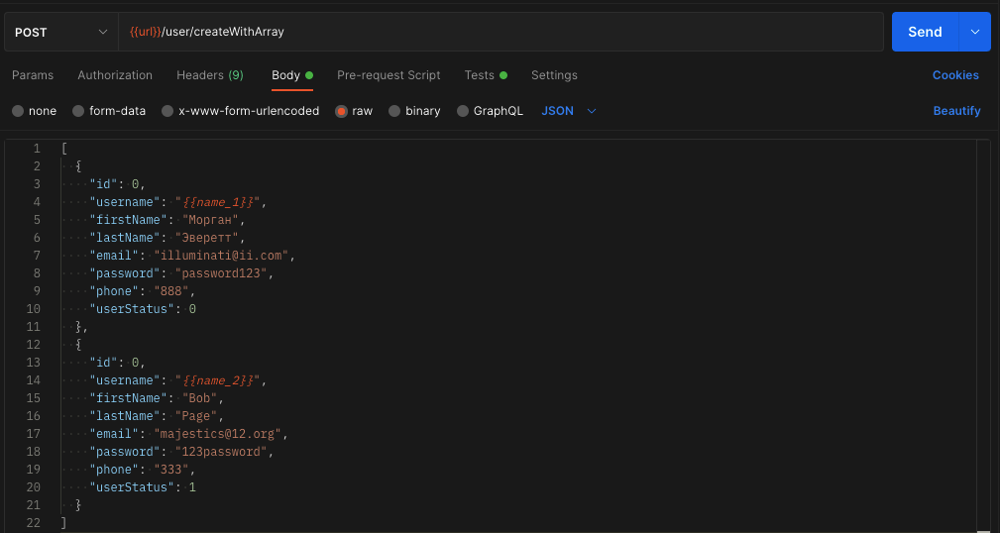 POST {{url}}/user/createWithArray Send
Params Authorization Headers (9) Body Pre-request Script Tests Settings Cookies
none form-data x-www-form-urlencoded raw binary GraphQL JSON Beautify
1 [
2 {
3 "id": 0,
4 "username": "{{name_1}}",
5 "firstName": "Морган",
6 "lastName": "Эверетт",
7 "email": "illuminati@ii.com",
8 "password": "password123",
9 "phone": "888",
10 "userStatus": 0
11 },
12 {
13 "id": 0,
14 "username": "{{name_2}}",
15 "firstName": "Bob",
16 "lastName": "Page",
17 "email": "majestics@12.org",
18 "password": "123password",
19 "phone": "333",
20 "userStatus": 1
21 }
22 ]